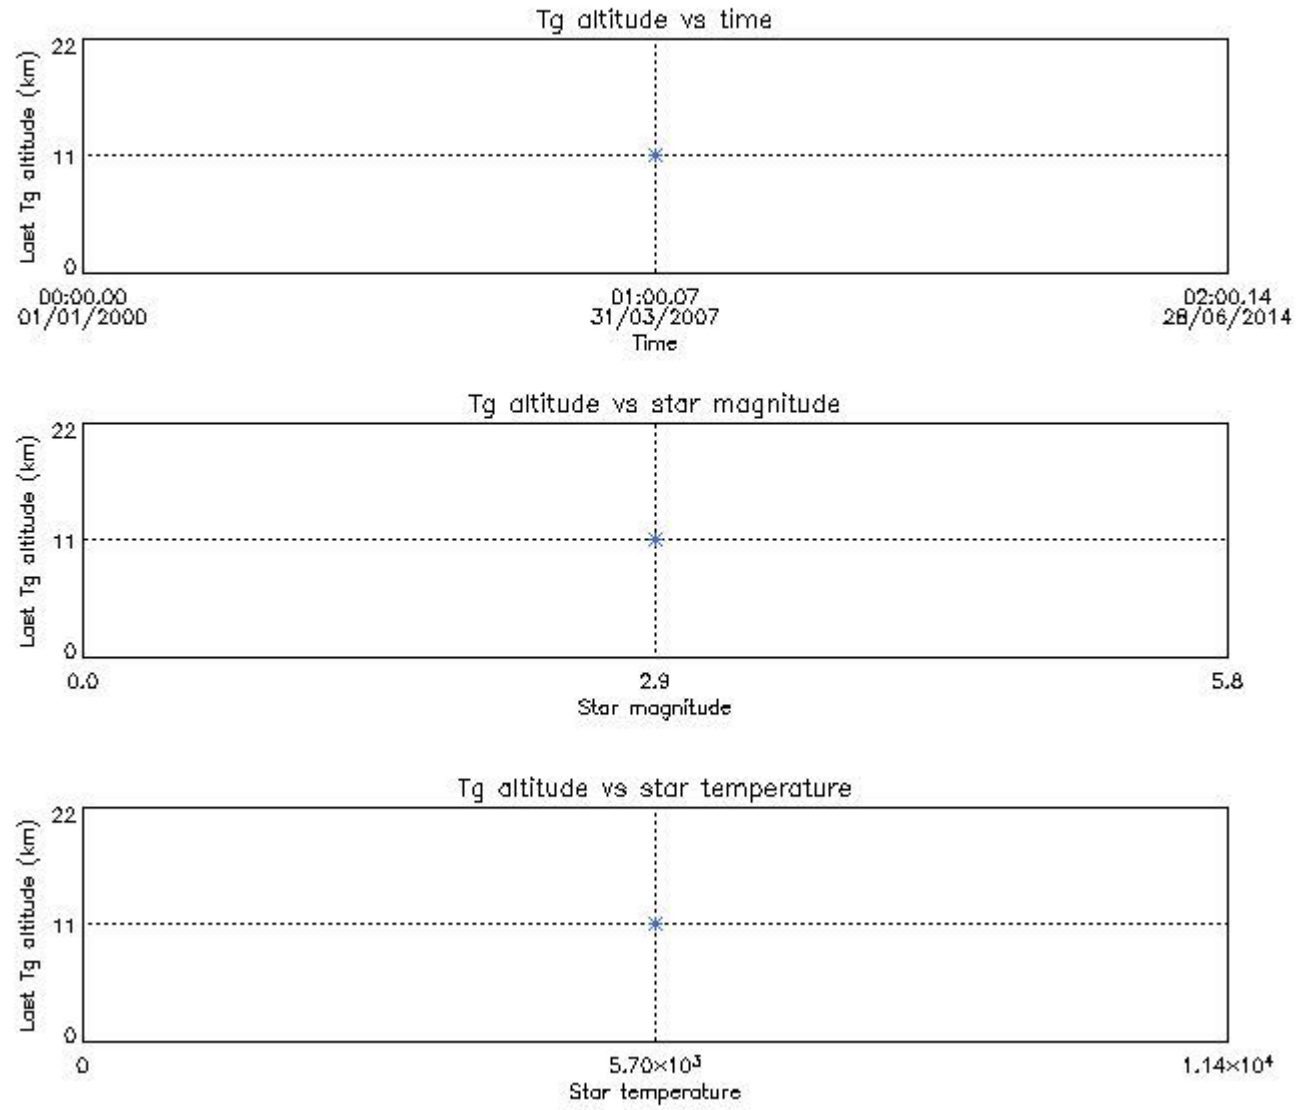 Tg altitude vs time
Last Tg altitude (km)
22
11
0
00:00.00 01:00.07 02:00.14
01/01/2000 31/03/2007 28/06/2014
Time
Tg altitude vs star magnitude
Last Tg altitude (km)
22
11
0
0.0 2.9 5.8
Star magnitude
Tg altitude vs star temperature
Last Tg altitude (km)
22
11
0
0 5.70×10³ 1.14×10⁴
Star temperature